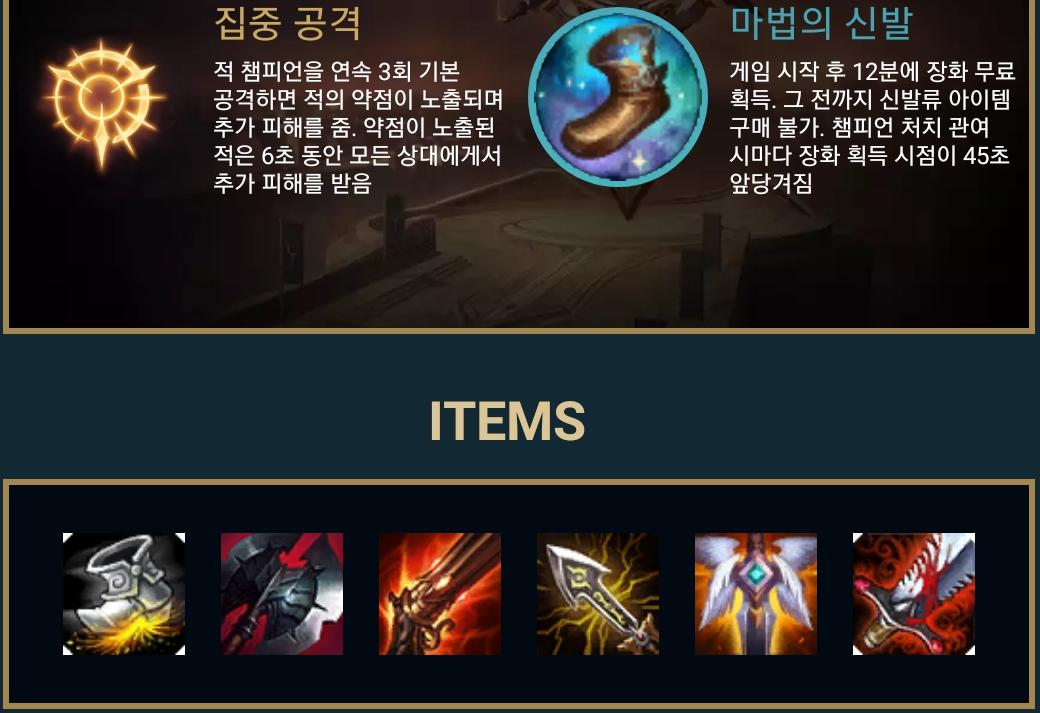 집중 공격
적 챔피언을 연속 3회 기본
공격하면 적의 약점이 노출되며
추가 피해를 줌. 약점이 노출된
적은 6초 동안 모든 상대에게서
추가 피해를 받음
마법의 신발
게임 시작 후 12분에 장화 무료
획득. 그 전까지 신발류 아이템
구매 불가. 챔피언 처치 관여
시마다 장화 획득 시점이 45초
앞당겨짐
ITEMS